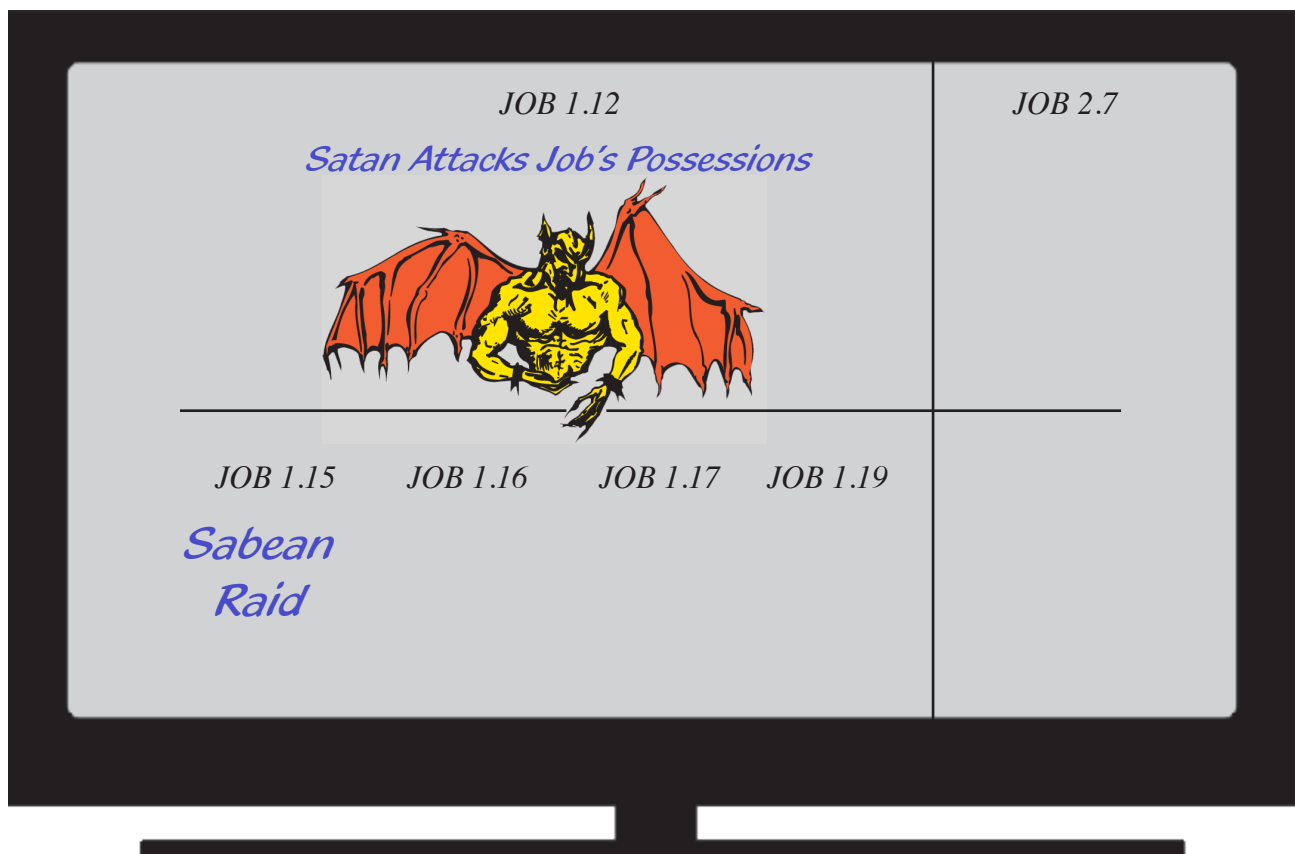 JOB 1.12
JOB 2.7
Satan Attacks Job's Possessions
JOB 1.15
JOB 1.16
JOB 1.17
JOB 1.19
Sabean
Raid